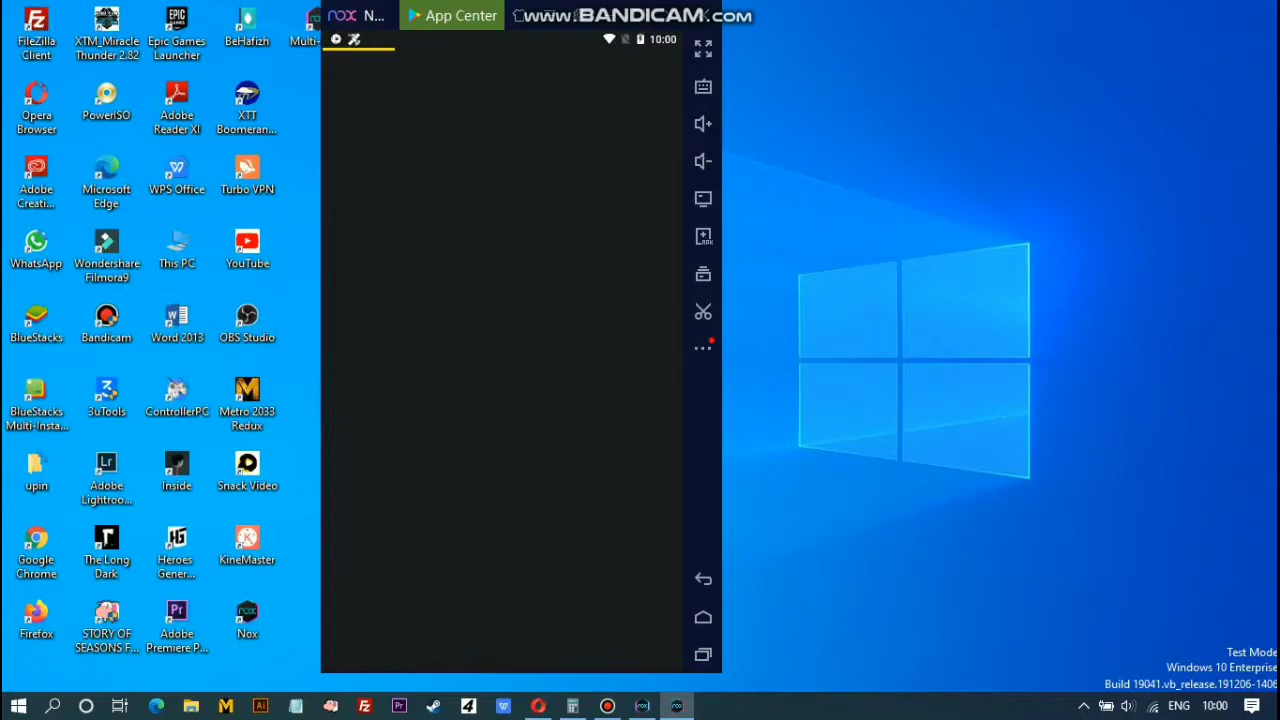 FileZilla
Client
XTM_Miracle
Thunder 2.82
Epic Games
Launcher
BeHafizh
Multi-
Opera
Browser
PowerISO
Adobe
Reader XI
XTT
Boomeran...
Adobe
Creati...
Microsoft
Edge
WPS Office
Turbo VPN
WhatsApp
Wondershare
Filmora9
This PC
YouTube
BlueStacks
Bandicam
Word 2013
OBS Studio
BlueStacks
Multi-Insta...
3uTools
ControllerPC
Metro 2033
Redux
upin
Adobe
Lightroo...
Inside
Snack Video
Google
Chrome
The Long
Dark
Heroes
Gener...
KineMaster
Firefox
STORY OF
SEASONS F...
Adobe
Premiere P...
Nox
nox N...
App Center
www.BANDICAM.com
10:00
Test Mode
Windows 10 Enterprise
Build 19041.vb_release.191206-1406
ENG
10:00